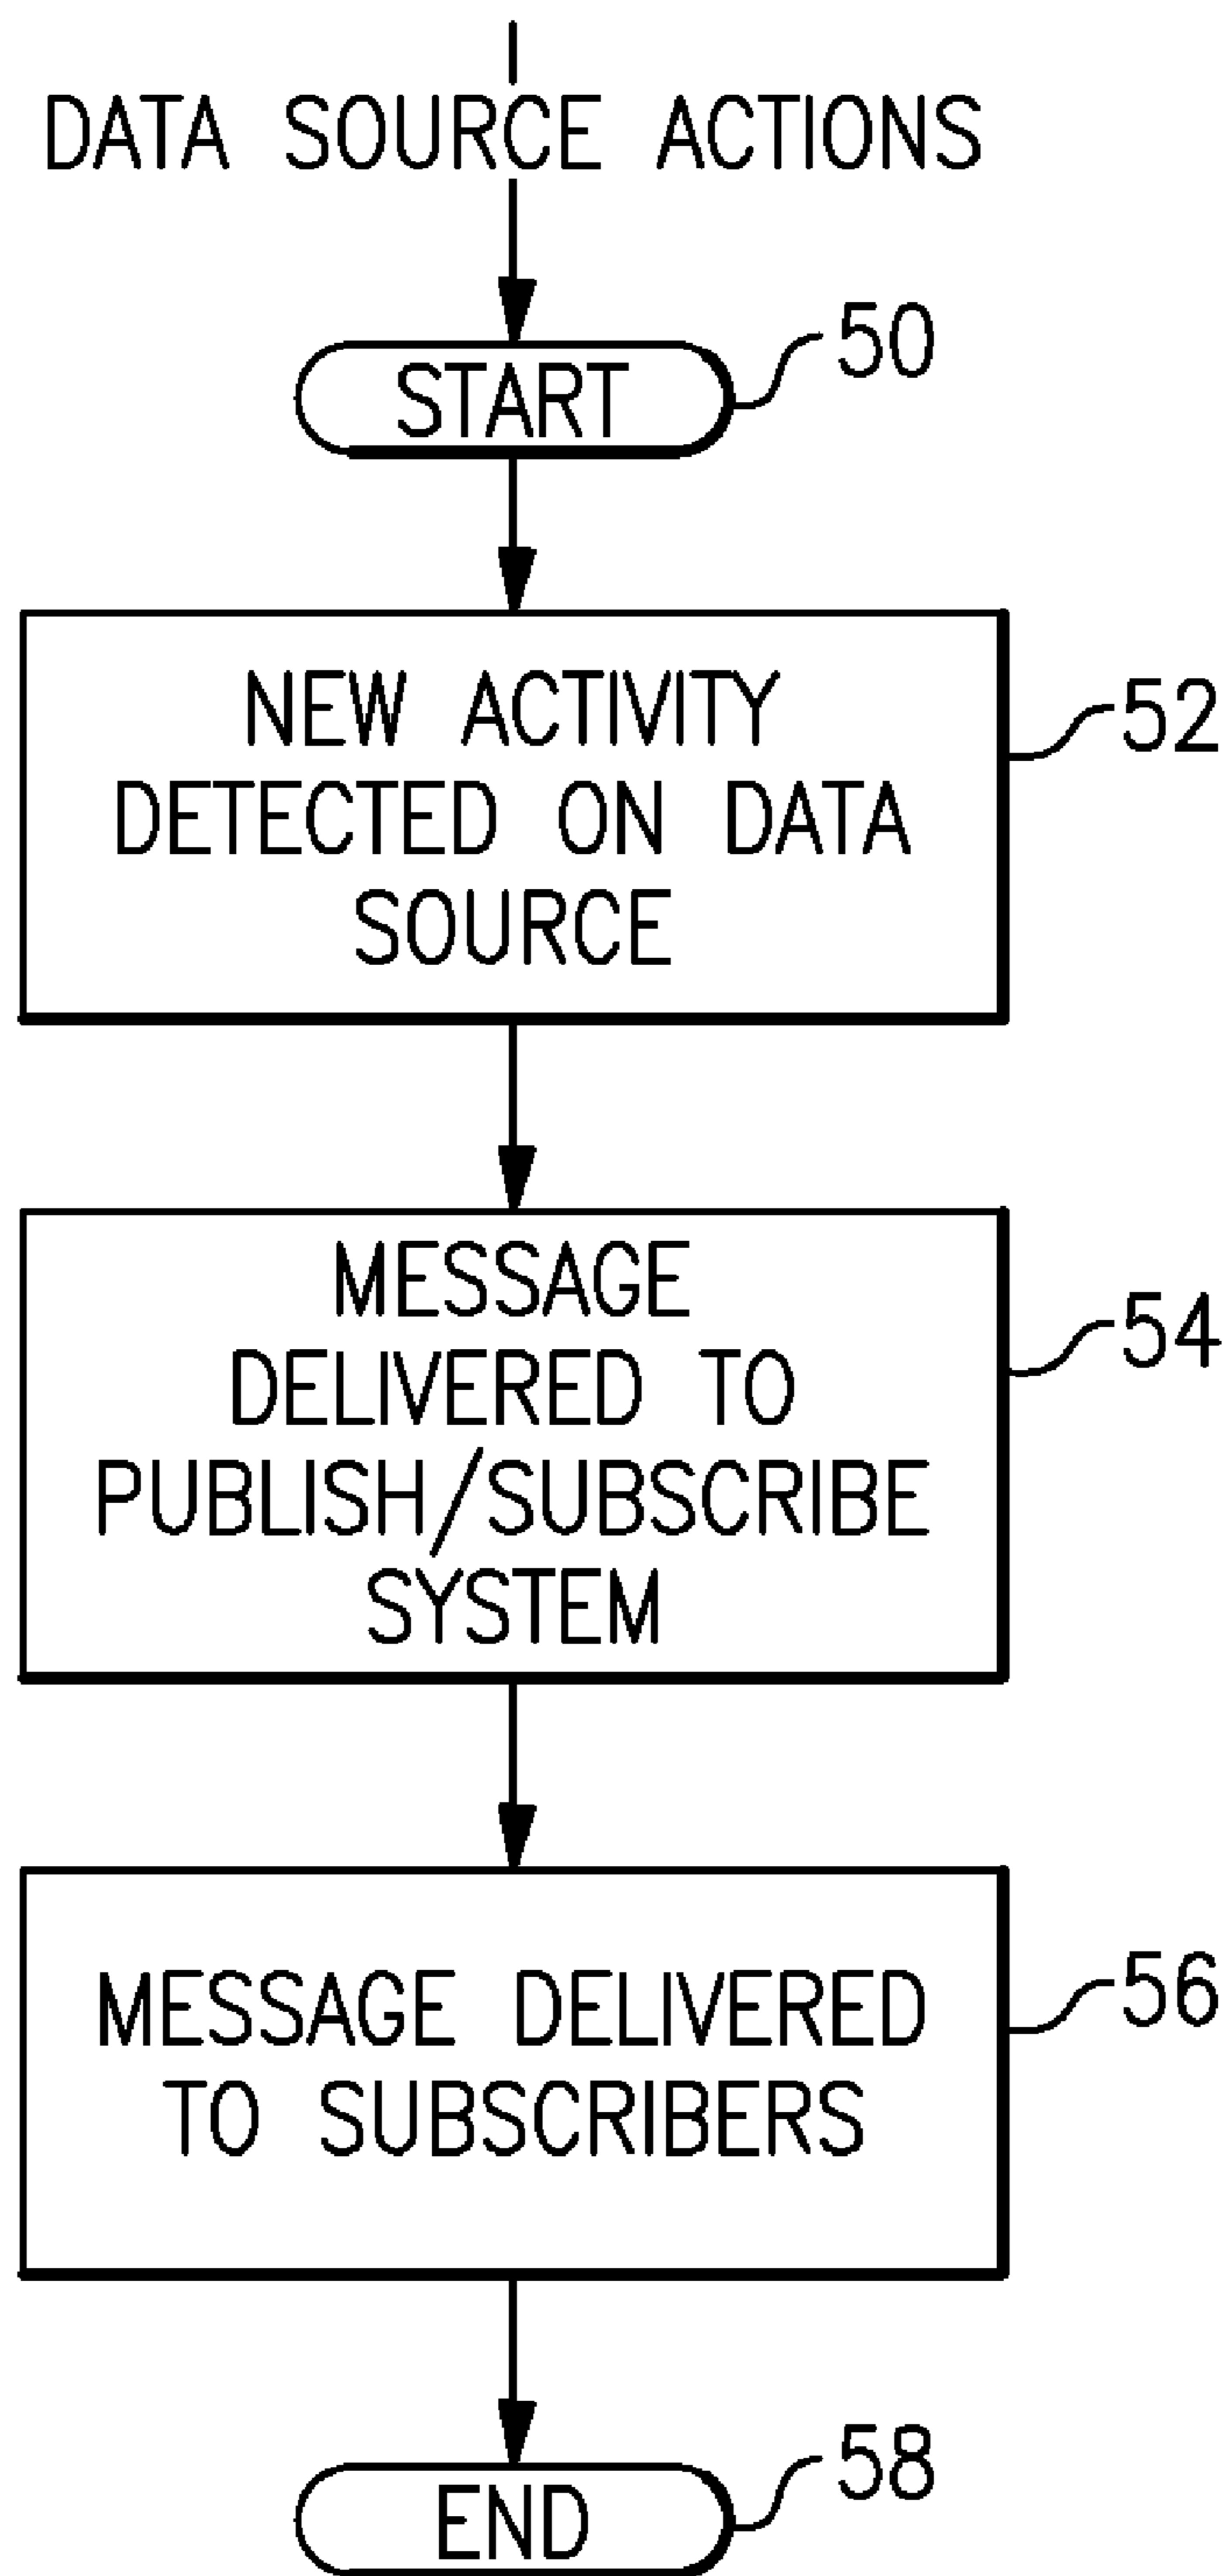 DATA SOURCE ACTIONS
START
50
NEW ACTIVITY
DETECTED ON DATA
SOURCE
52
MESSAGE
DELIVERED TO
PUBLISH/SUBSCRIBE
SYSTEM
54
MESSAGE DELIVERED
TO SUBSCRIBERS
56
END
58